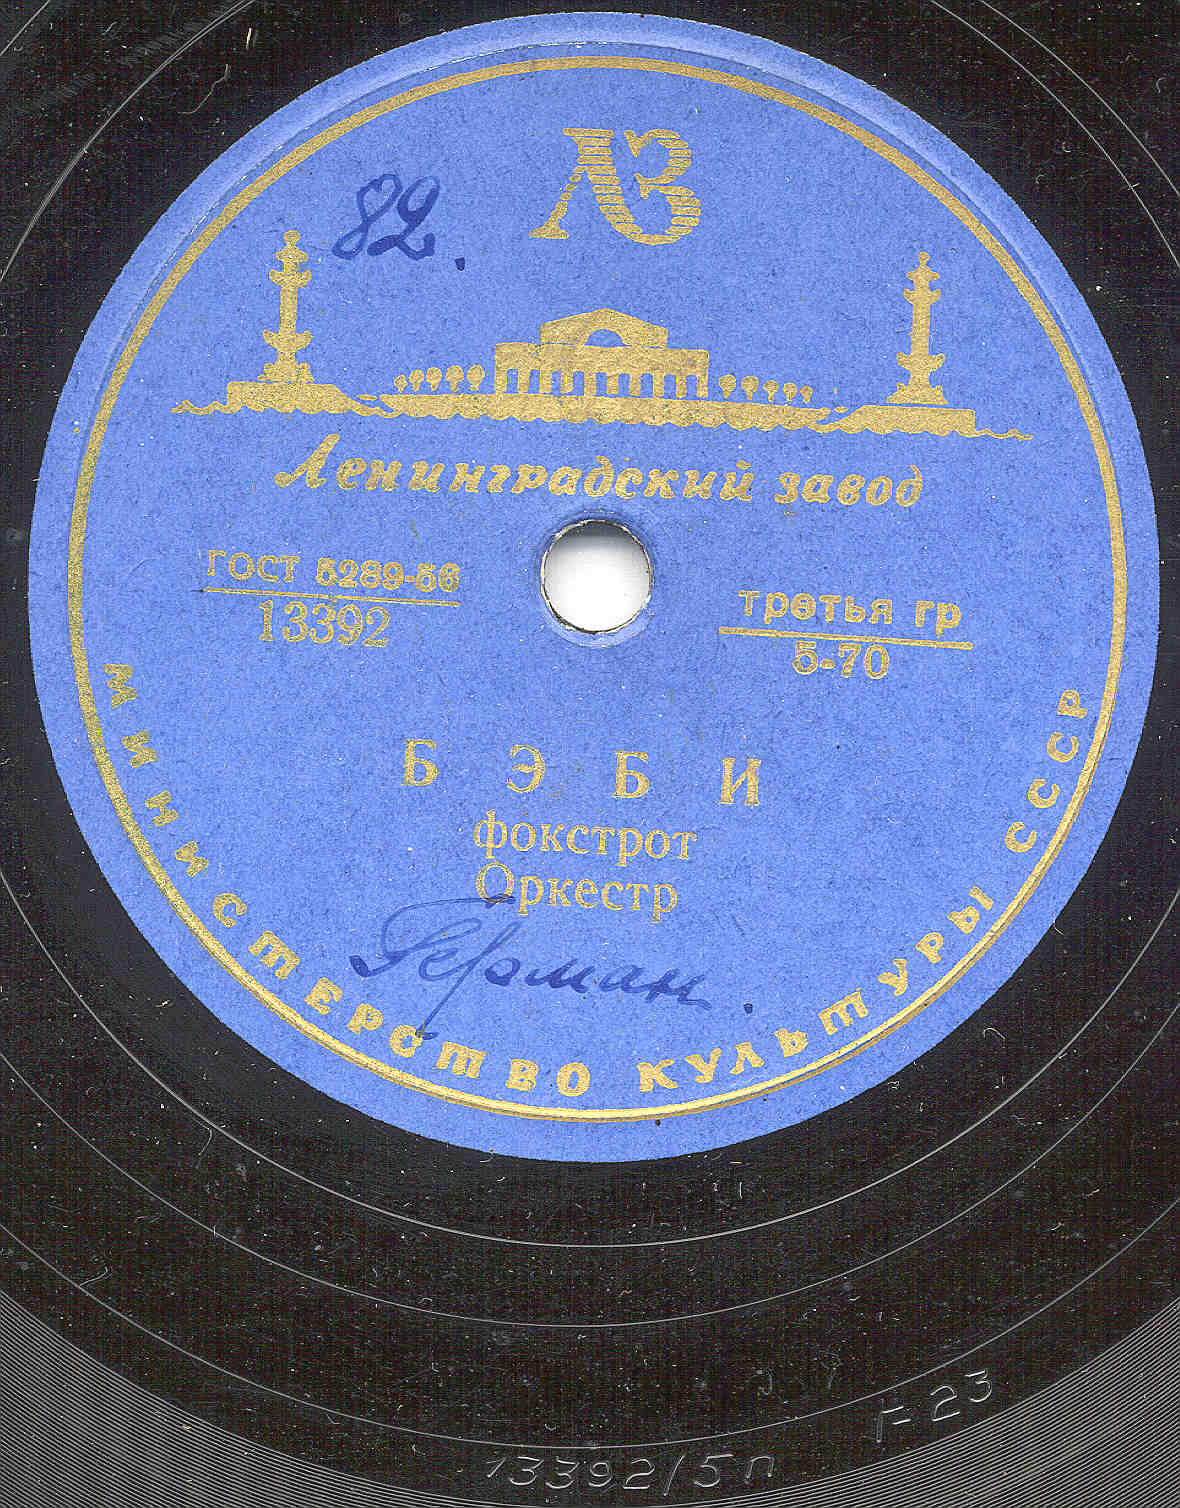 ЛЗ
82.
Ленинградский завод
ГОСТ 5289-56
13392
третья гр
5-70
БЭБИ
фокстрот
Оркестр
Герман.
МИНИСТЕРСТВО КУЛЬТУРЫ СССР
Г-23
13392/5п